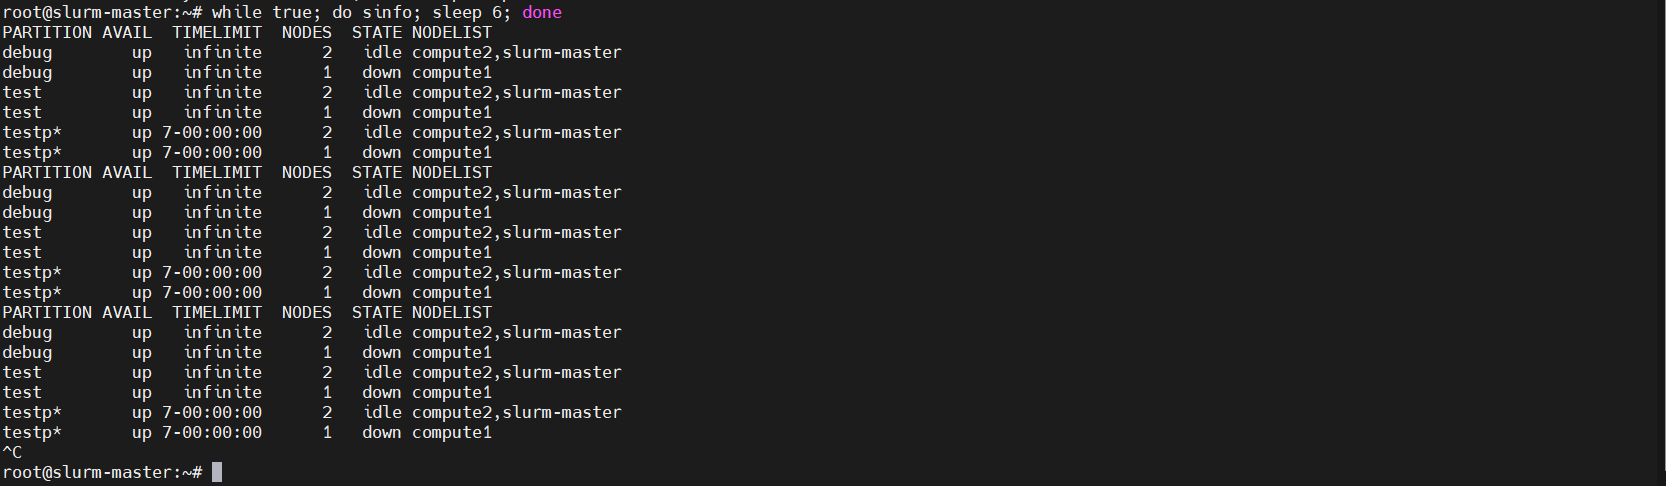 root@slurm-master:~# while true; do sinfo; sleep 6; done
PARTITION AVAIL  TIMELIMIT  NODES  STATE NODELIST
debug        up   infinite      2   idle compute2,slurm-master
debug        up   infinite      1   down compute1
test         up   infinite      2   idle compute2,slurm-master
test         up   infinite      1   down compute1
testp*       up 7-00:00:00      2   idle compute2,slurm-master
testp*       up 7-00:00:00      1   down compute1
PARTITION AVAIL  TIMELIMIT  NODES  STATE NODELIST
debug        up   infinite      2   idle compute2,slurm-master
debug        up   infinite      1   down compute1
test         up   infinite      2   idle compute2,slurm-master
test         up   infinite      1   down compute1
testp*       up 7-00:00:00      2   idle compute2,slurm-master
testp*       up 7-00:00:00      1   down compute1
PARTITION AVAIL  TIMELIMIT  NODES  STATE NODELIST
debug        up   infinite      2   idle compute2,slurm-master
debug        up   infinite      1   down compute1
test         up   infinite      2   idle compute2,slurm-master
test         up   infinite      1   down compute1
testp*       up 7-00:00:00      2   idle compute2,slurm-master
testp*       up 7-00:00:00      1   down compute1
^C
root@slurm-master:~#